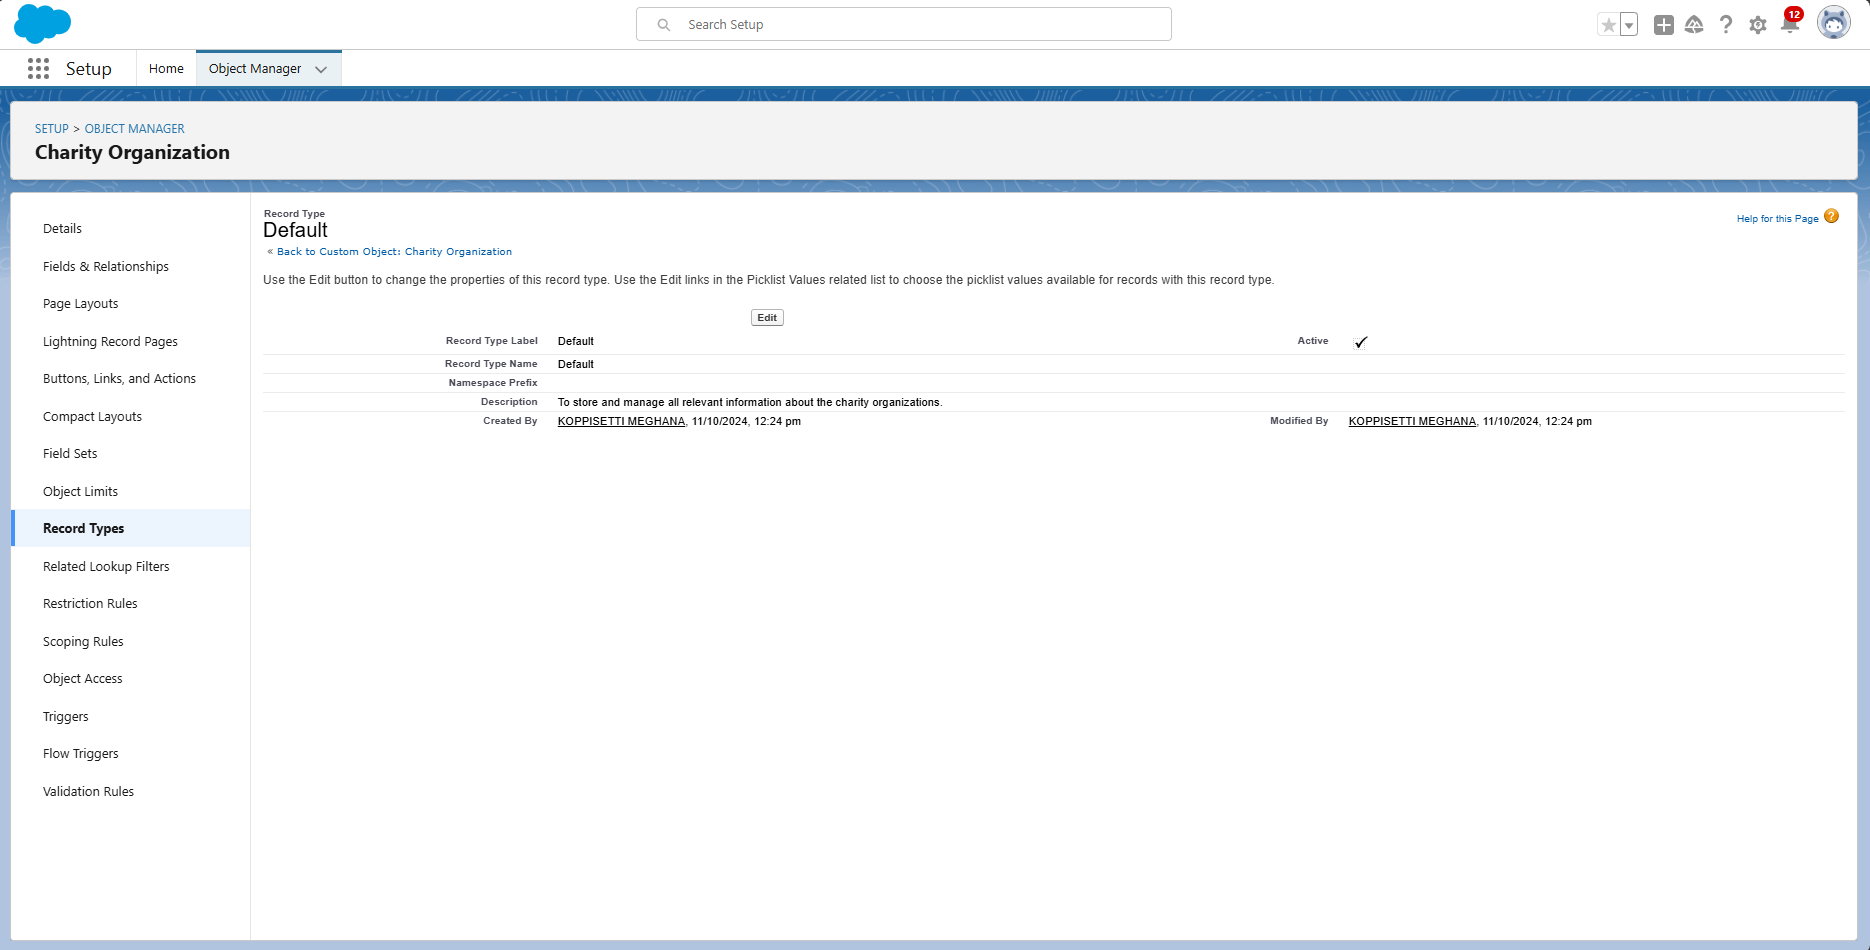 Search Setup
12
Setup
Home
Object Manager
SETUP > OBJECT MANAGER
Charity Organization
Details
Fields & Relationships
Page Layouts
Lightning Record Pages
Buttons, Links, and Actions
Compact Layouts
Field Sets
Object Limits
Record Types
Related Lookup Filters
Restriction Rules
Scoping Rules
Object Access
Triggers
Flow Triggers
Validation Rules
Record Type
Default
Help for this Page ?
« Back to Custom Object: Charity Organization
Use the Edit button to change the properties of this record type. Use the Edit links in the Picklist Values related list to choose the picklist values available for records with this record type.
Edit
Record Type Label Default Active
Record Type Name Default
Namespace Prefix
Description To store and manage all relevant information about the charity organizations.
Created By KOPPISETTI MEGHANA, 11/10/2024, 12:24 pm Modified By KOPPISETTI MEGHANA, 11/10/2024, 12:24 pm